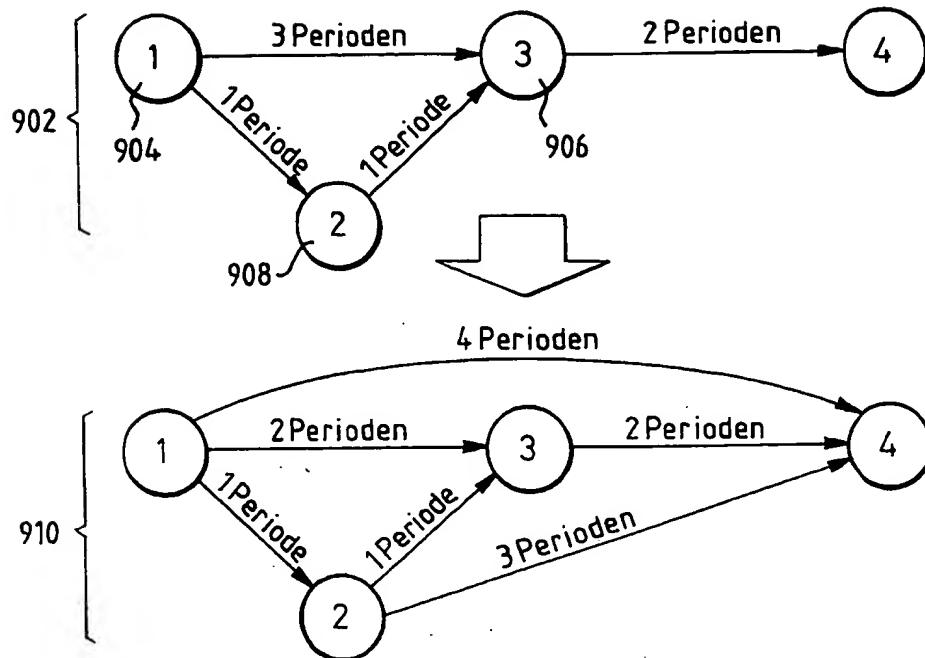 1
3 Perioden
3
2 Perioden
4
902
904
1 Periode
1 Periode
906
2
908
4 Perioden
1
2 Perioden
3
2 Perioden
4
910
1 Periode
1 Periode
3 Perioden
2